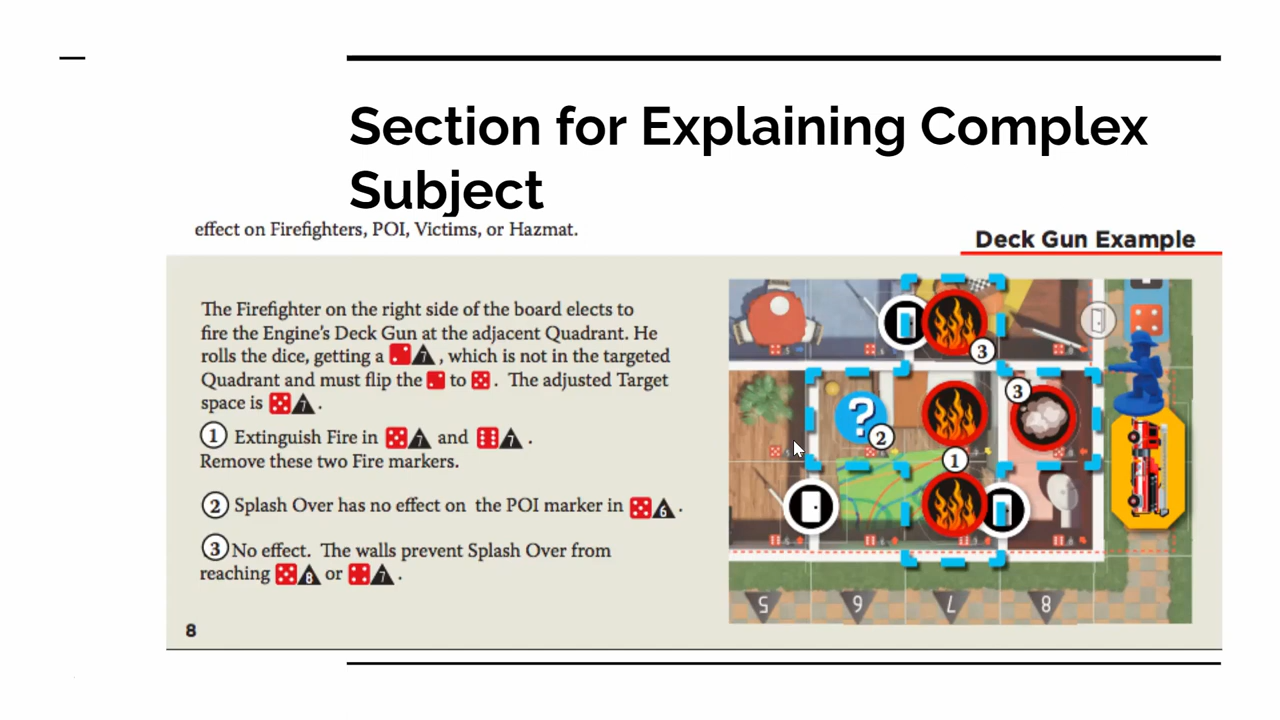 Section for Explaining Complex
Subject
effect on Firefighters, POI, Victims, or Hazmat.
Deck Gun Example
The Firefighter on the right side of the board elects to
fire the Engine's Deck Gun at the adjacent Quadrant. He
rolls the dice, getting a 7, which is not in the targeted
Quadrant and must flip the to . The adjusted Target
space is 7.
1 Extinguish Fire in 7 and 7.
Remove these two Fire markers.
2 Splash Over has no effect on the POI marker in 6.
3 No effect. The walls prevent Splash Over from
reaching 8 or 7.
8
3
3
?
2
1
5 6 7 8